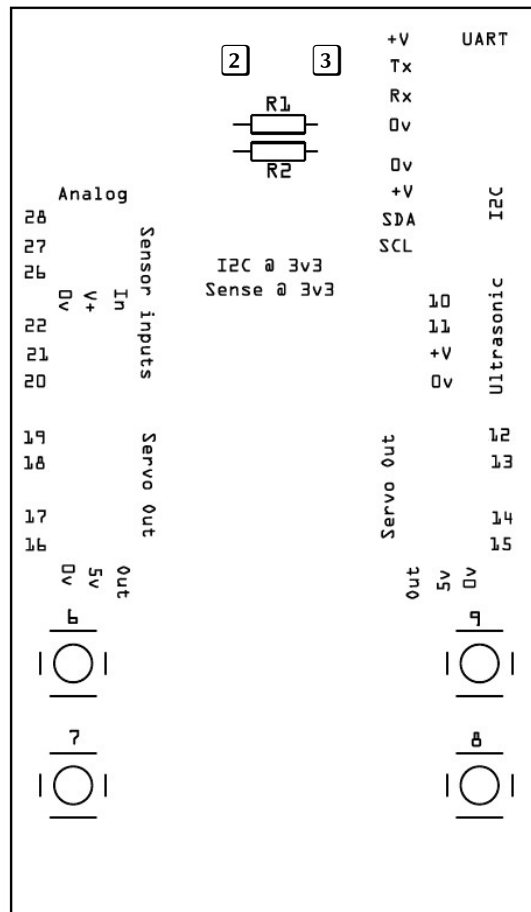 +V UART
2 3
Tx
Rx
R1
0v
R2
0v
+V
Analog
I2C
28
SDA
27
SCL
Sensor inputs
26
I2C @ 3v3
Sense @ 3v3
0v V+ In
10
Ultrasonic
22
11
21
+V
20
0v
19
Servo Out
Servo Out
12
18
13
17
14
16
15
0v 5v Out
Out 5v 0v
6
9
7
8